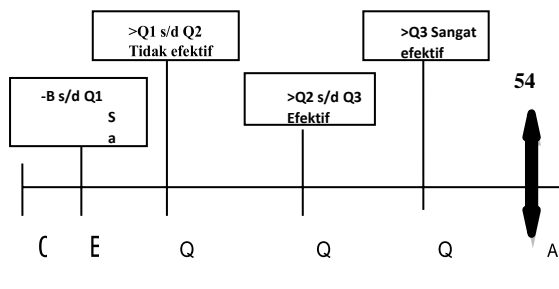 >Q1 s/d Q2
Tidak efektif
>Q3 Sangat
efektif
-B s/d Q1
S
a
>Q2 s/d Q3
Efektif
54
Q Q Q A